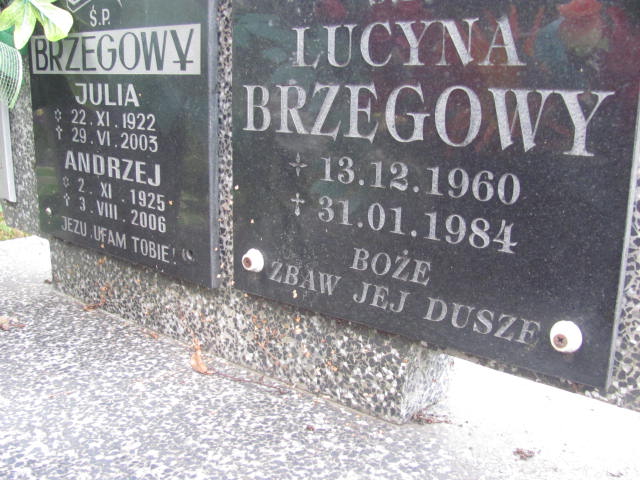 Ś.P.
BRZEGOWY
JULIA
22.XI.1922
29.VI.2003
ANDRZEJ
2.XI.1925
3.VIII.2006
JEZU UFAM TOBIE!
LUCYNA
BRZEGOWY
13.12.1960
31.01.1984
BOŻE
ZBAW JEJ DUSZE